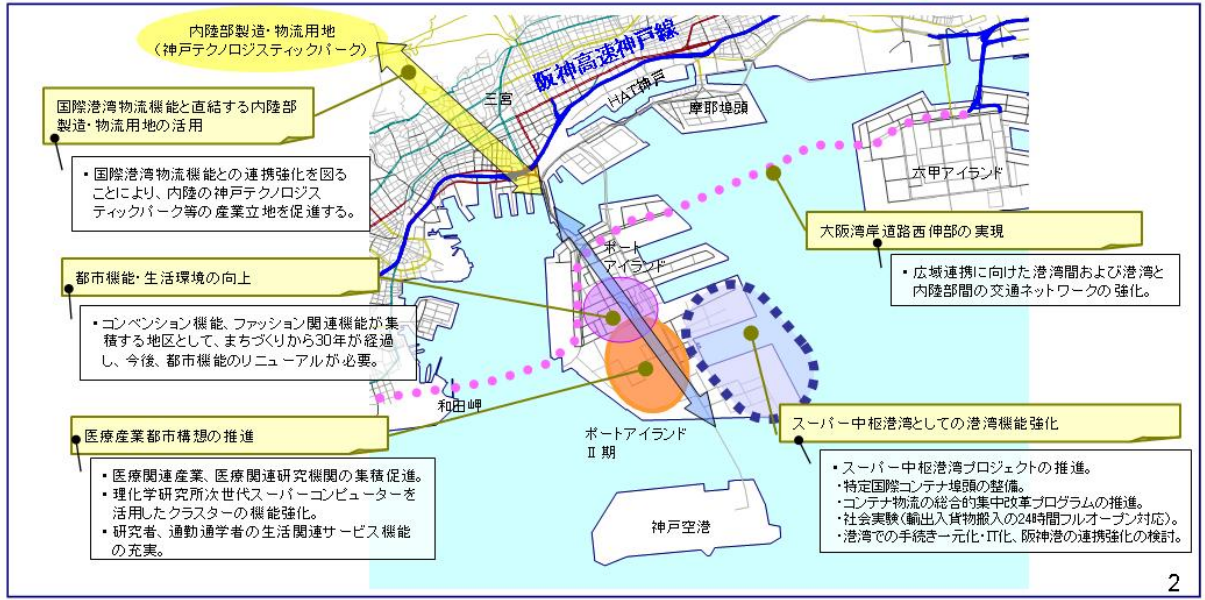 内陸部製造・物流用地
（神戸テクノロジスティックパーク）
国際港湾物流機能と直結する内陸部
製造・物流用地の活用
・国際港湾物流機能との連携強化を図る
ことにより、内陸の神戸テクノロジス
ティックパーク等の産業立地を促進する。
都市機能・生活環境の向上
・コンベンション機能、ファッション関連機能が集
積する地区として、まちづくりから30年が経過
し、今後、都市機能のリニューアルが必要。
医療産業都市構想の推進
・医療関連産業、医療関連研究機関の集積促進。
・理化学研究所次世代スーパーコンピューターを
活用したクラスターの機能強化。
・研究者、通勤通学者の生活関連サービス機能
の充実。
阪神高速神戸線
三宮
HAT神戸
摩耶埠頭
六甲アイランド
ポート
アイランド
和田岬
ポートアイランド
Ⅱ期
神戸空港
大阪湾岸道路西伸部の実現
・広域連携に向けた港湾間および港湾と
内陸部間の交通ネットワークの強化。
スーパー中枢港湾としての港湾機能強化
・スーパー中枢港湾プロジェクトの推進。
・特定国際コンテナ埠頭の整備。
・コンテナ物流の総合的集中改革プログラムの推進。
・社会実験（輸出入貨物搬入の24時間フルオープン対応）。
・港湾での手続き一元化・IT化、阪神港の連携強化の検討。
2